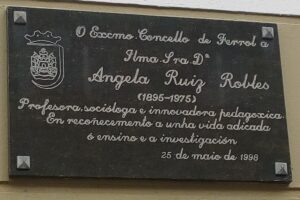 O Excmo. Concello de Ferrol a
Ilma Sra Dª
Angela Ruiz Robles
(1895-1975)
Profesora, socióloga e innovadora pedagoxica
En recoñecemento a unha vida adicada
ó ensino e a investigación
25 de maio de 1998